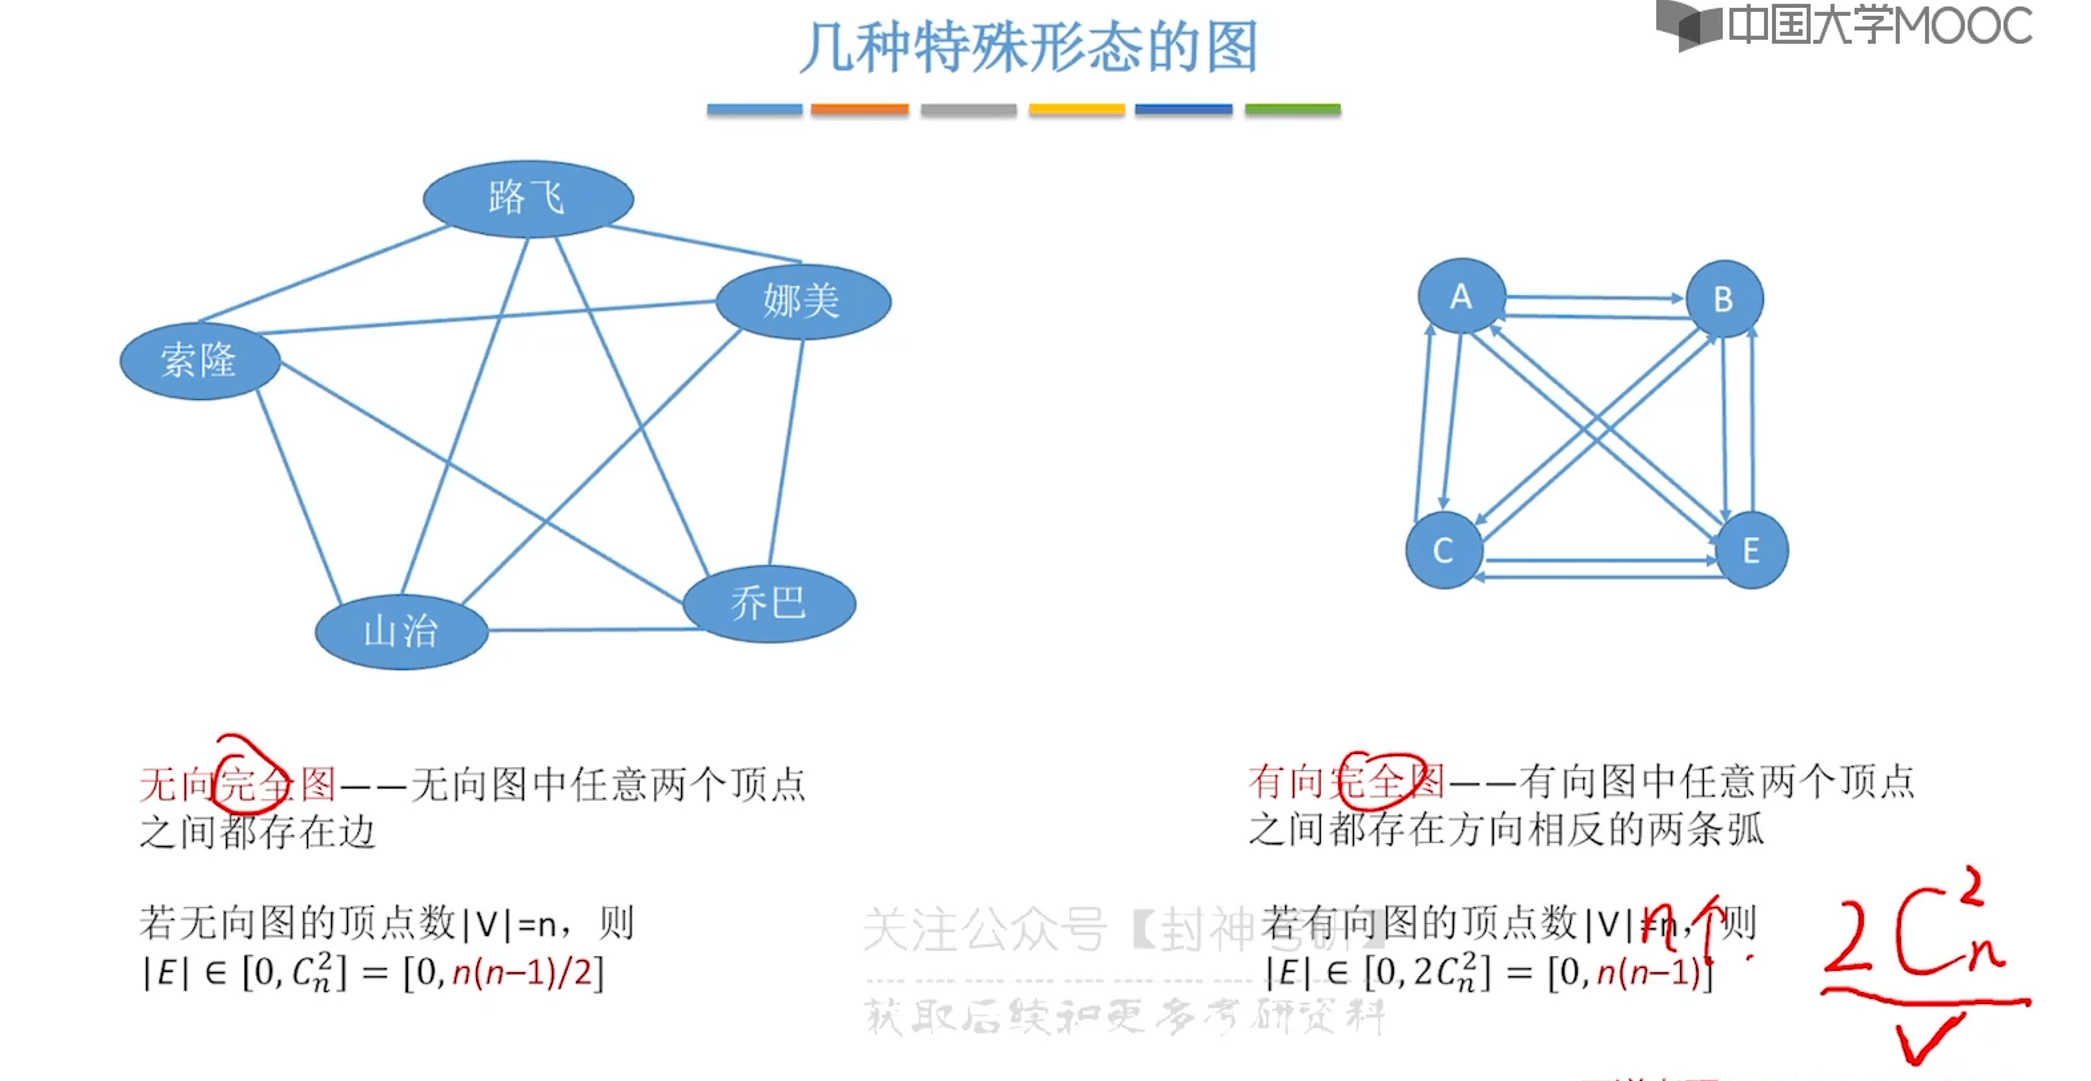 几种特殊形态的图
中国大学MOOC
路飞
娜美
索隆
山治
乔巴
A
B
C
E
无向完全图——无向图中任意两个顶点
之间都存在边
若无向图的顶点数|V|=n，则
|E| ∈ [0, C_n^2] = [0, n(n–1)/2]
有向完全图——有向图中任意两个顶点
之间都存在方向相反的两条弧
若有向图的顶点数|V|=n，则
|E| ∈ [0, 2C_n^2] = [0, n(n–1)]
n个
2C_n^2
关注公众号【封神考研】
获取后续和更多考研资料